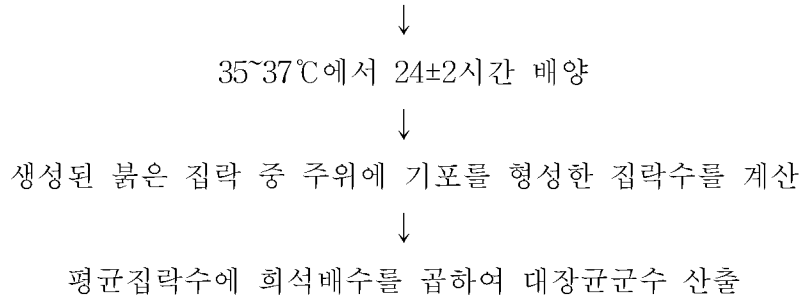 ↓
35~37℃에서 24±2시간 배양
↓
생성된 붉은 집락 중 주위에 기포를 형성한 집락수를 계산
↓
평균집락수에 희석배수를 곱하여 대장균군수 산출